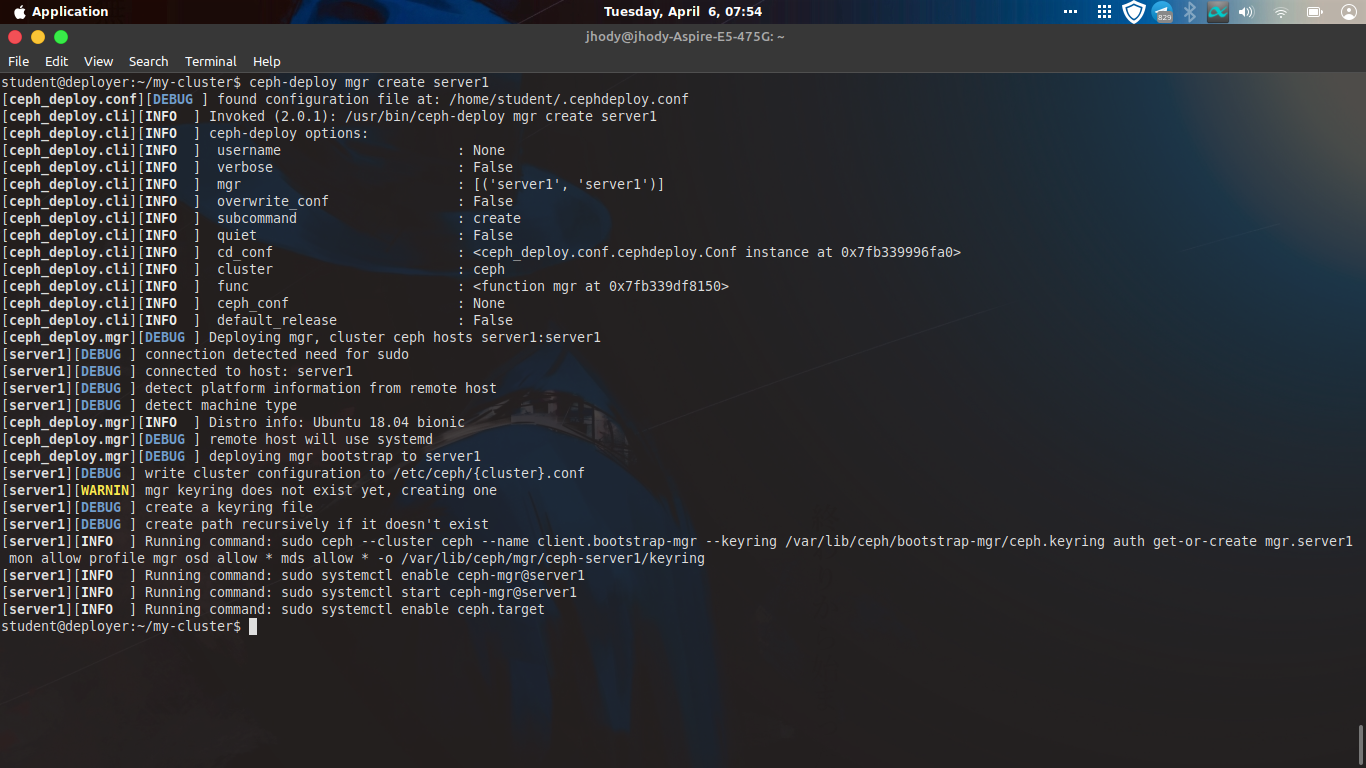 Application
Tuesday, April 6, 07:54
829
jhody@jhody-Aspire-E5-475G: ~
File Edit View Search Terminal Help
student@deployer:~/my-cluster$ ceph-deploy mgr create server1
[ceph_deploy.conf][DEBUG ] found configuration file at: /home/student/.cephdeploy.conf
[ceph_deploy.cli][INFO  ] Invoked (2.0.1): /usr/bin/ceph-deploy mgr create server1
[ceph_deploy.cli][INFO  ] ceph-deploy options:
[ceph_deploy.cli][INFO  ]  username                      : None
[ceph_deploy.cli][INFO  ]  verbose                       : False
[ceph_deploy.cli][INFO  ]  mgr                           : [('server1', 'server1')]
[ceph_deploy.cli][INFO  ]  overwrite_conf                : False
[ceph_deploy.cli][INFO  ]  subcommand                    : create
[ceph_deploy.cli][INFO  ]  quiet                         : False
[ceph_deploy.cli][INFO  ]  cd_conf                       : <ceph_deploy.conf.cephdeploy.Conf instance at 0x7fb339996fa0>
[ceph_deploy.cli][INFO  ]  cluster                       : ceph
[ceph_deploy.cli][INFO  ]  func                          : <function mgr at 0x7fb339df8150>
[ceph_deploy.cli][INFO  ]  ceph_conf                     : None
[ceph_deploy.cli][INFO  ]  default_release               : False
[ceph_deploy.mgr][DEBUG ] Deploying mgr, cluster ceph hosts server1:server1
[server1][DEBUG ] connection detected need for sudo
[server1][DEBUG ] connected to host: server1
[server1][DEBUG ] detect platform information from remote host
[server1][DEBUG ] detect machine type
[ceph_deploy.mgr][INFO  ] Distro info: Ubuntu 18.04 bionic
[ceph_deploy.mgr][DEBUG ] remote host will use systemd
[ceph_deploy.mgr][DEBUG ] deploying mgr bootstrap to server1
[server1][DEBUG ] write cluster configuration to /etc/ceph/{cluster}.conf
[server1][WARNIN] mgr keyring does not exist yet, creating one
[server1][DEBUG ] create a keyring file
[server1][DEBUG ] create path recursively if it doesn't exist
[server1][INFO  ] Running command: sudo ceph --cluster ceph --name client.bootstrap-mgr --keyring /var/lib/ceph/bootstrap-mgr/ceph.keyring auth get-or-create mgr.server1
mon allow profile mgr osd allow * mds allow * -o /var/lib/ceph/mgr/ceph-server1/keyring
[server1][INFO  ] Running command: sudo systemctl enable ceph-mgr@server1
[server1][INFO  ] Running command: sudo systemctl start ceph-mgr@server1
[server1][INFO  ] Running command: sudo systemctl enable ceph.target
student@deployer:~/my-cluster$